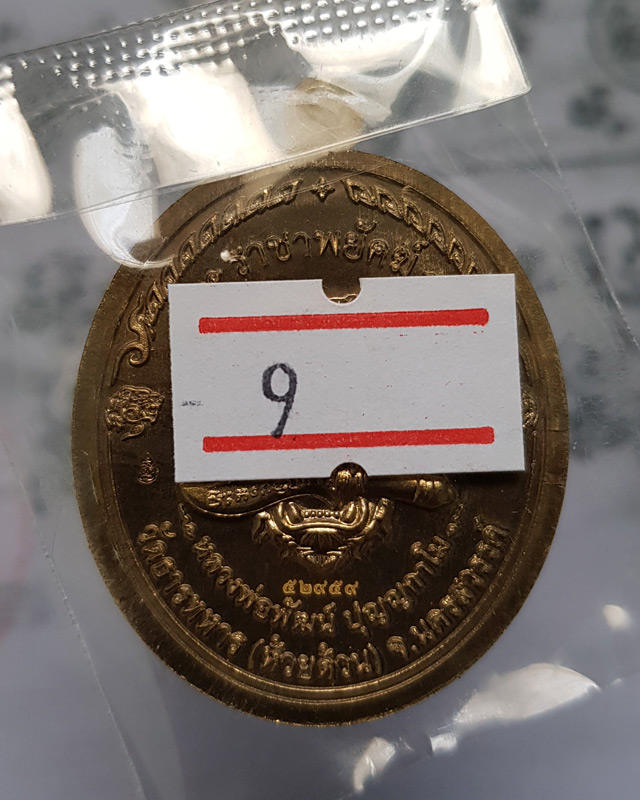 ราชาพยัคฆ์
9
๕๒๙๕๙
หลวงพ่อพัฒน์ ปุญญกาโม
วัดธารทหาร (ห้วยด้วน) จ.นครสวรรค์